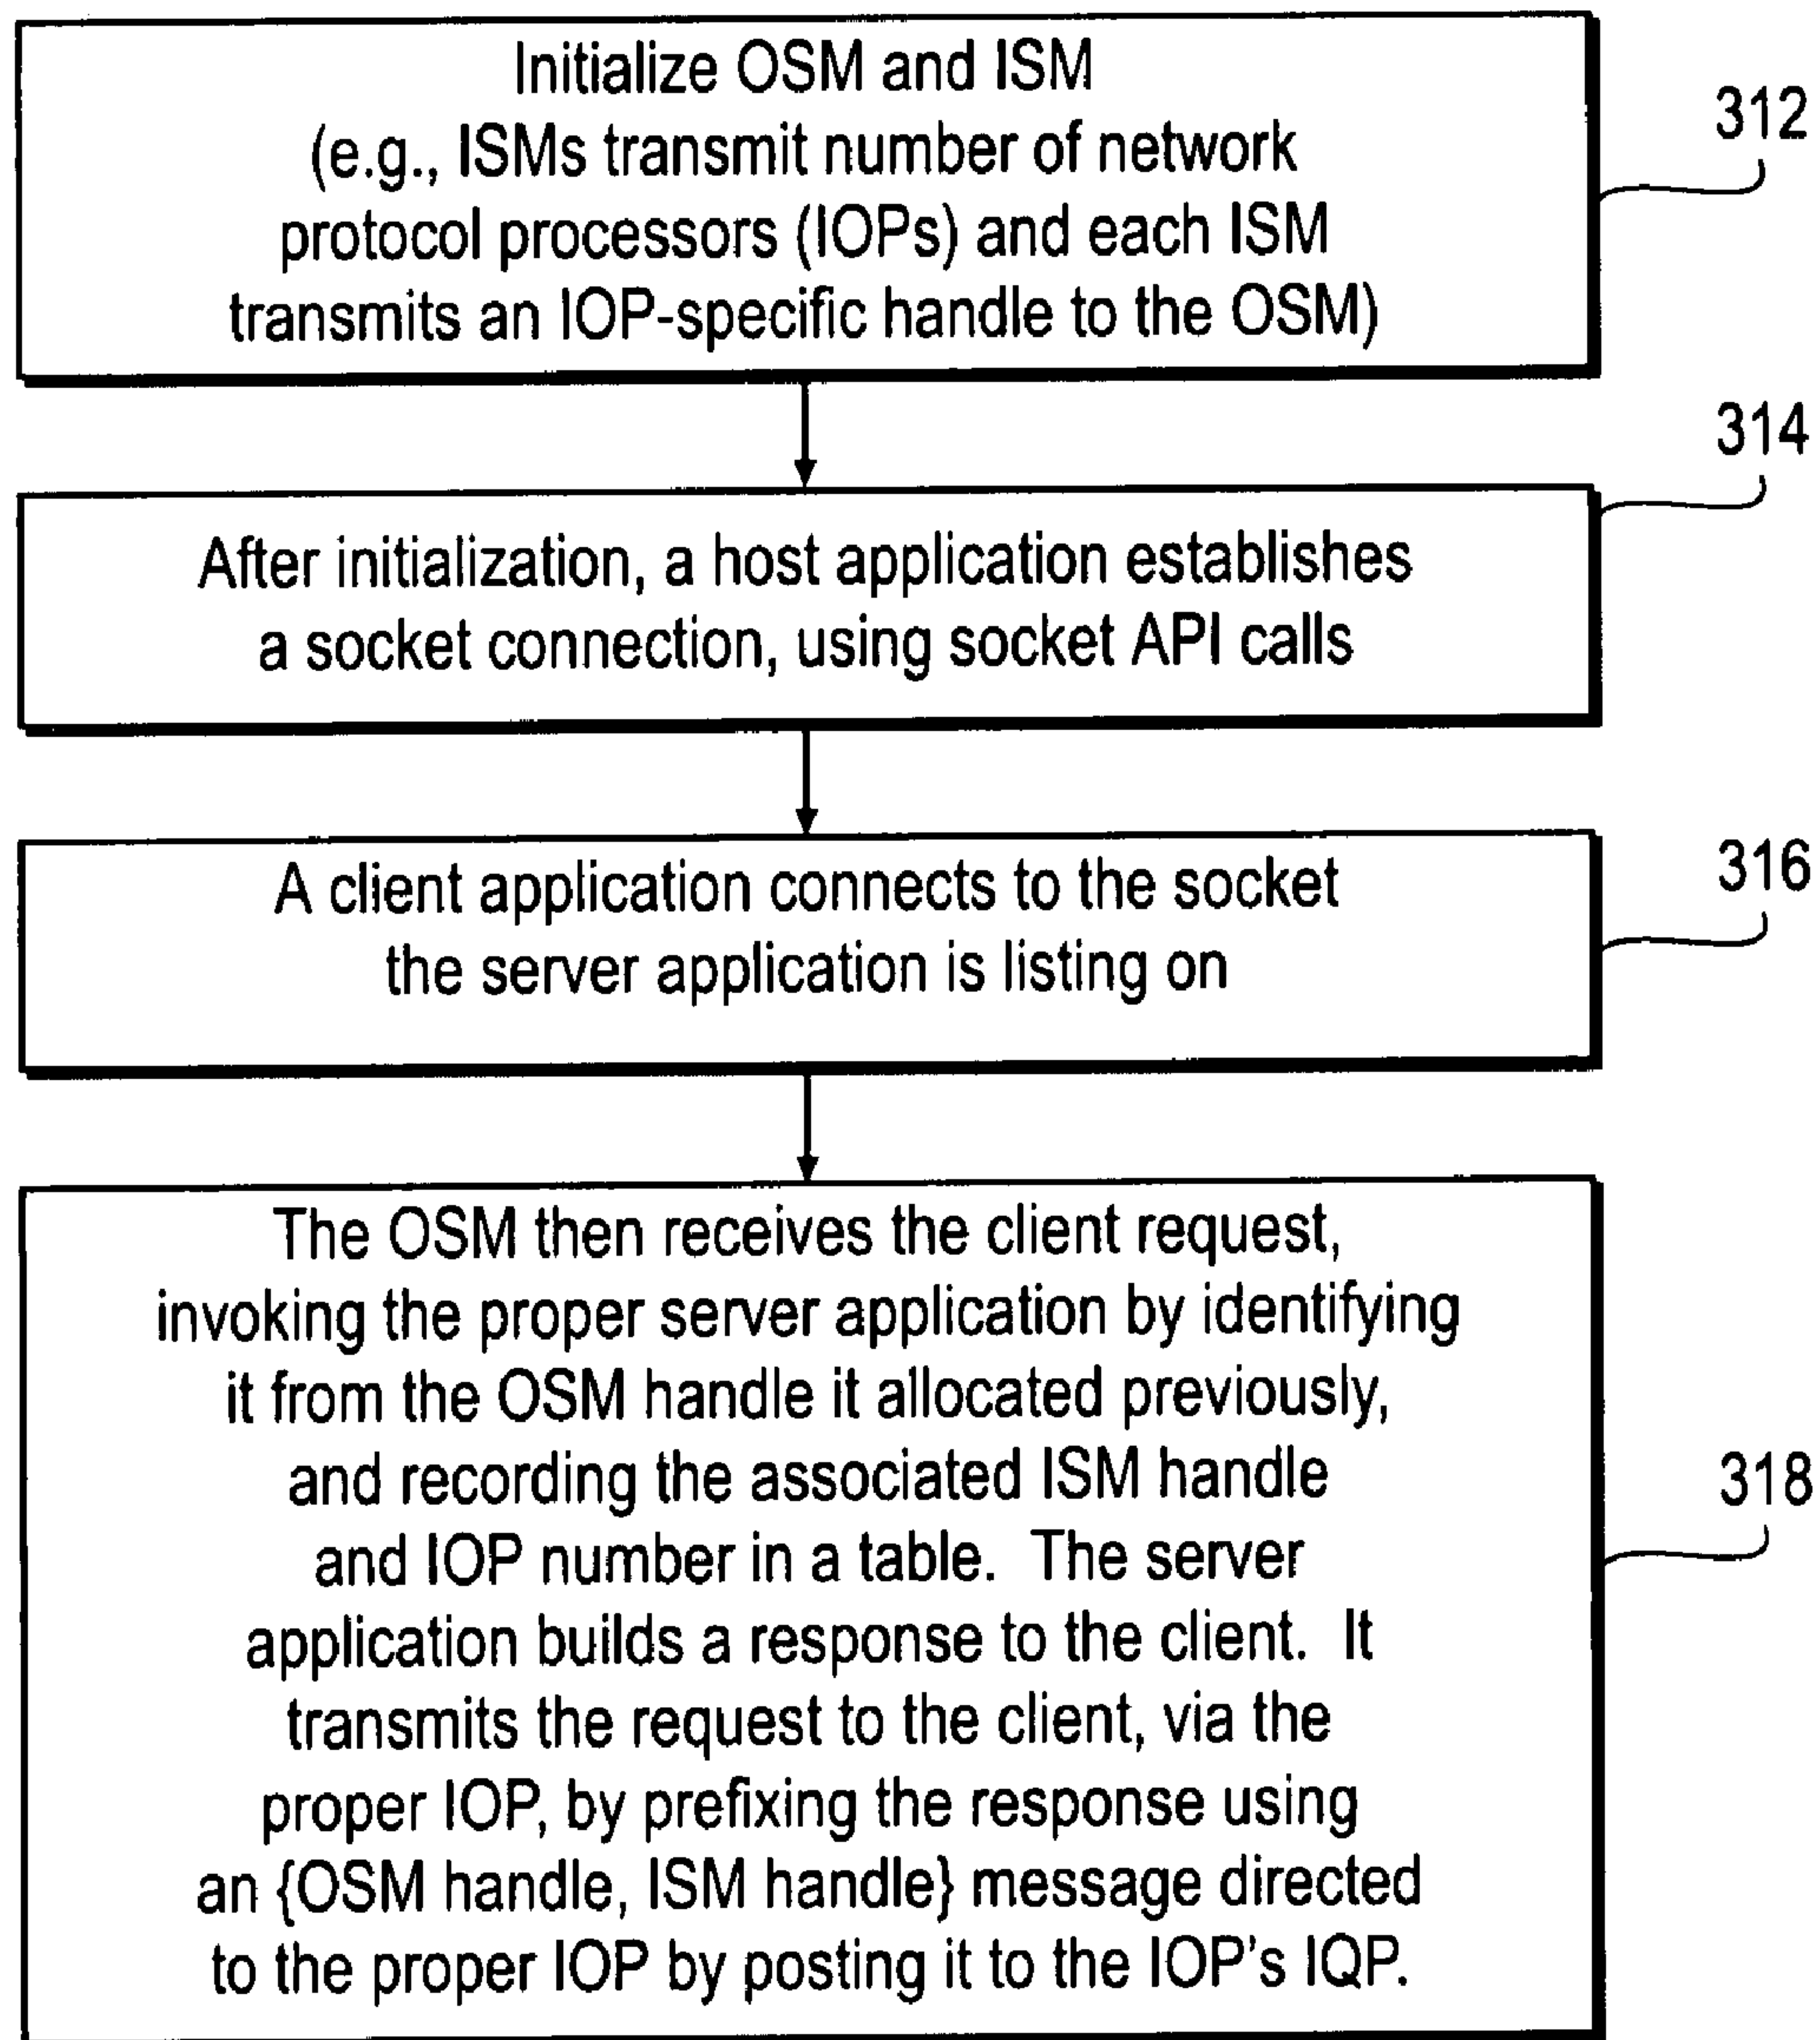 Initialize OSM and ISM
(e.g., ISMs transmit number of network
protocol processors (IOPs) and each ISM
transmits an IOP-specific handle to the OSM)
312
After initialization, a host application establishes
a socket connection, using socket API calls
314
A client application connects to the socket
the server application is listing on
316
The OSM then receives the client request,
invoking the proper server application by identifying
it from the OSM handle it allocated previously,
and recording the associated ISM handle
and IOP number in a table. The server
application builds a response to the client. It
transmits the request to the client, via the
proper IOP, by prefixing the response using
an {OSM handle, ISM handle} message directed
to the proper IOP by posting it to the IOP's IQP.
318